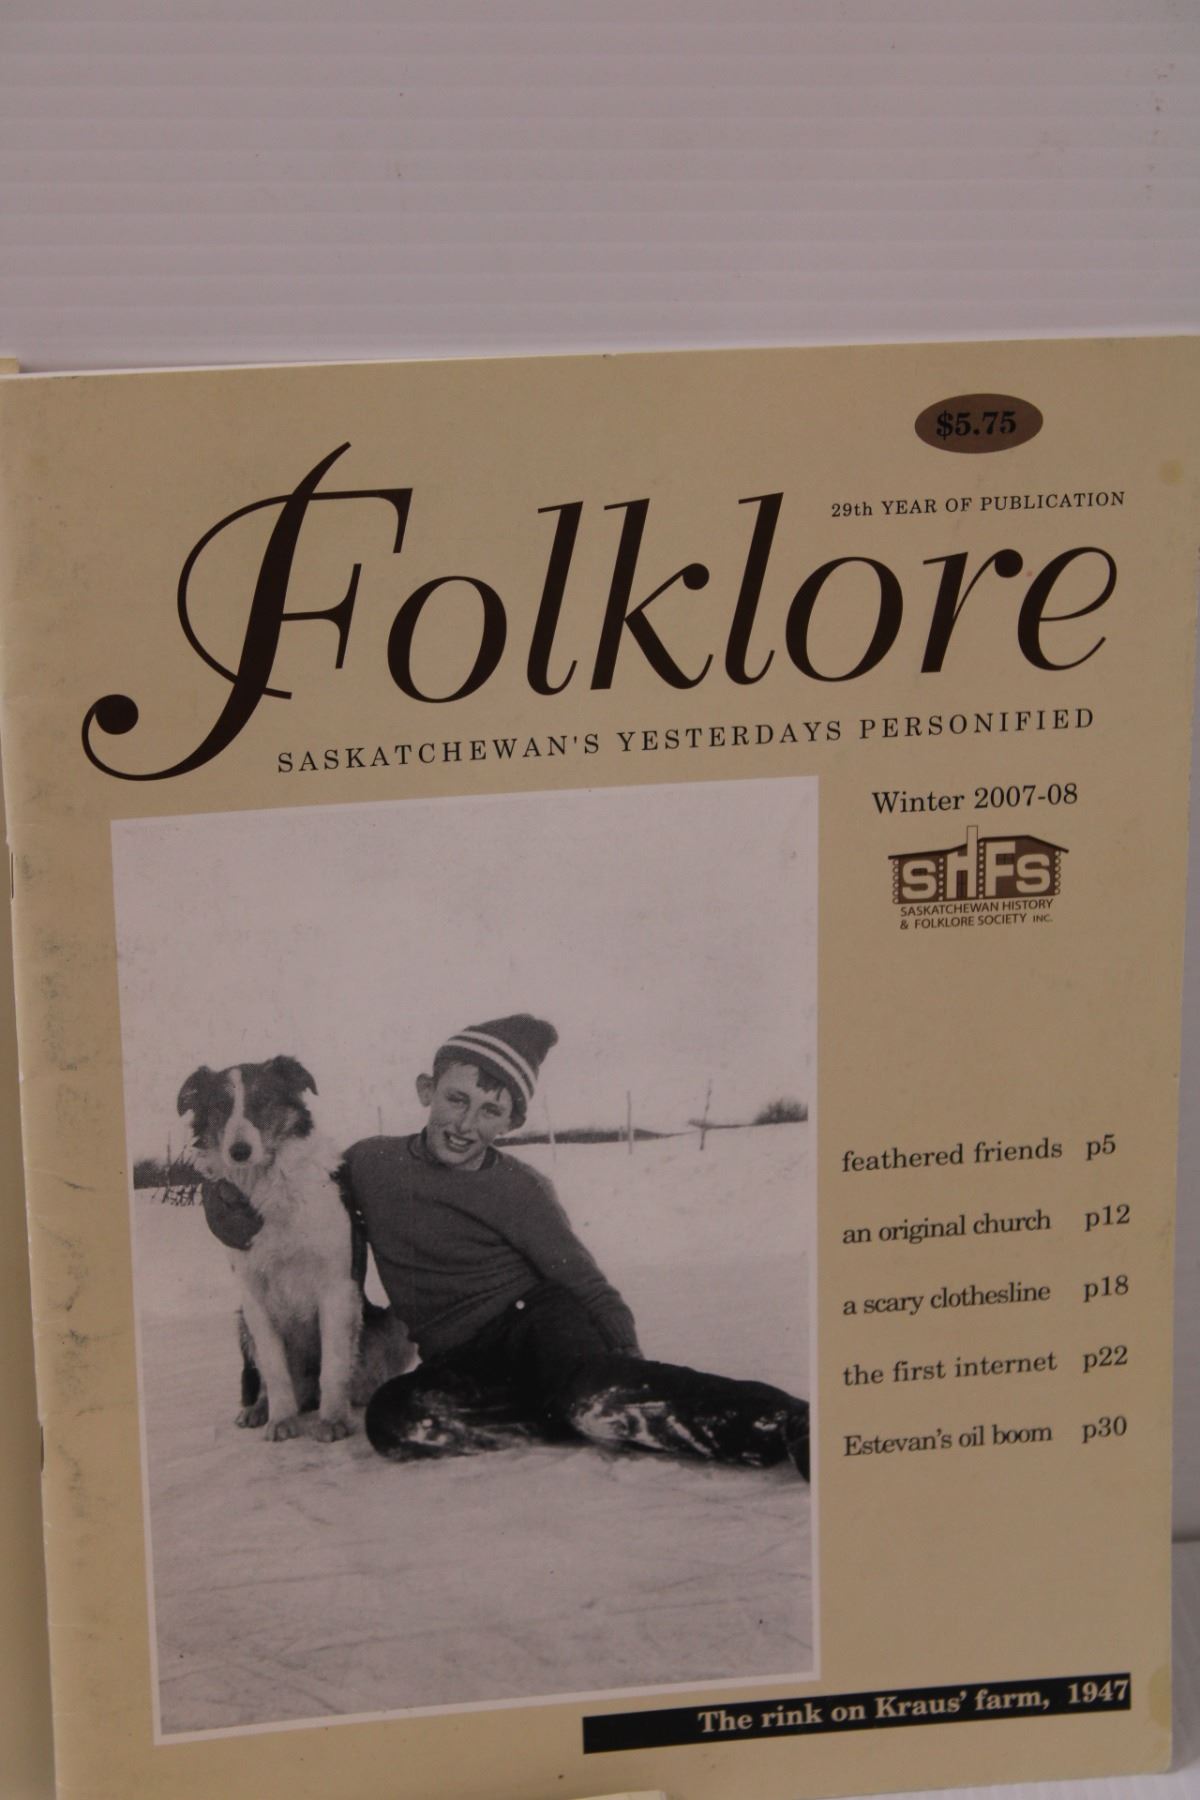 $5.75
29th YEAR OF PUBLICATION
Folklore
SASKATCHEWAN'S YESTERDAYS PERSONIFIED
Winter 2007-08
SHFS
SASKATCHEWAN HISTORY
& FOLKLORE SOCIETY INC.
feathered friends p5
an original church p12
a scary clothesline p18
the first internet p22
Estevan's oil boom p30
The rink on Kraus' farm, 1947